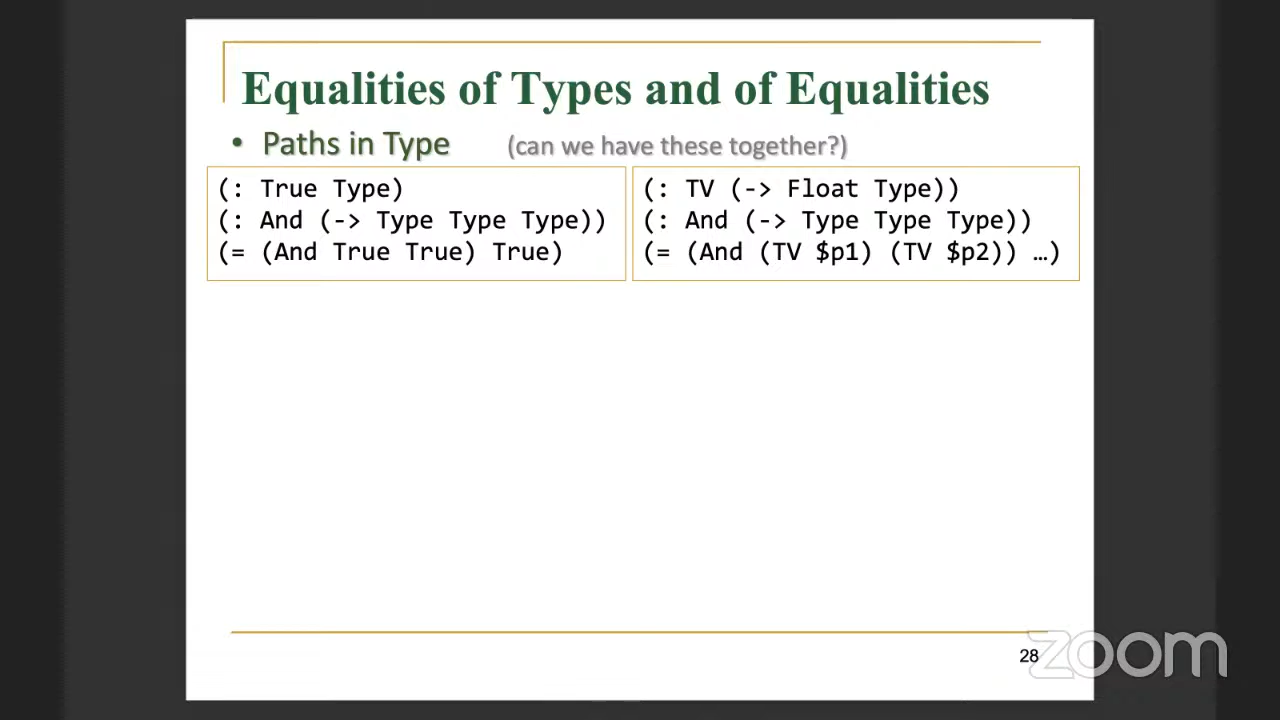 Equalities of Types and of Equalities
• Paths in Type (can we have these together?)
(: True Type)
(: And (-> Type Type Type))
(= (And True True) True)
(: TV (-> Float Type))
(: And (-> Type Type Type))
(= (And (TV $p1) (TV $p2)) …)
28
zoom